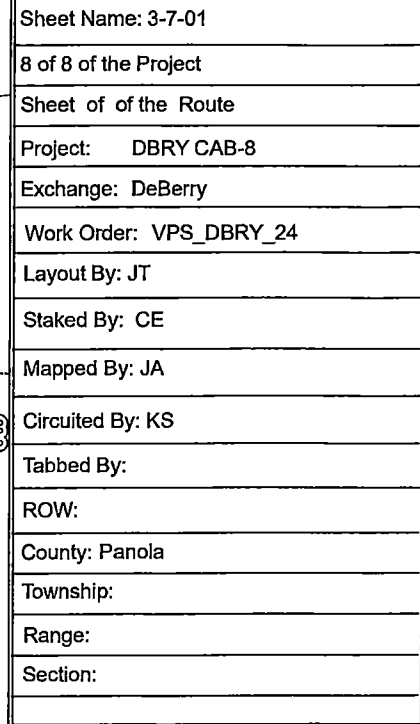 Sheet Name: 3-7-01
8 of 8 of the Project
Sheet of of the Route
Project: DBRY CAB-8
Exchange: DeBerry
Work Order: VPS_DBRY_24
Layout By: JT
Staked By: CE
Mapped By: JA
Circuited By: KS
Tabbed By:
ROW:
County: Panola
Township:
Range:
Section: